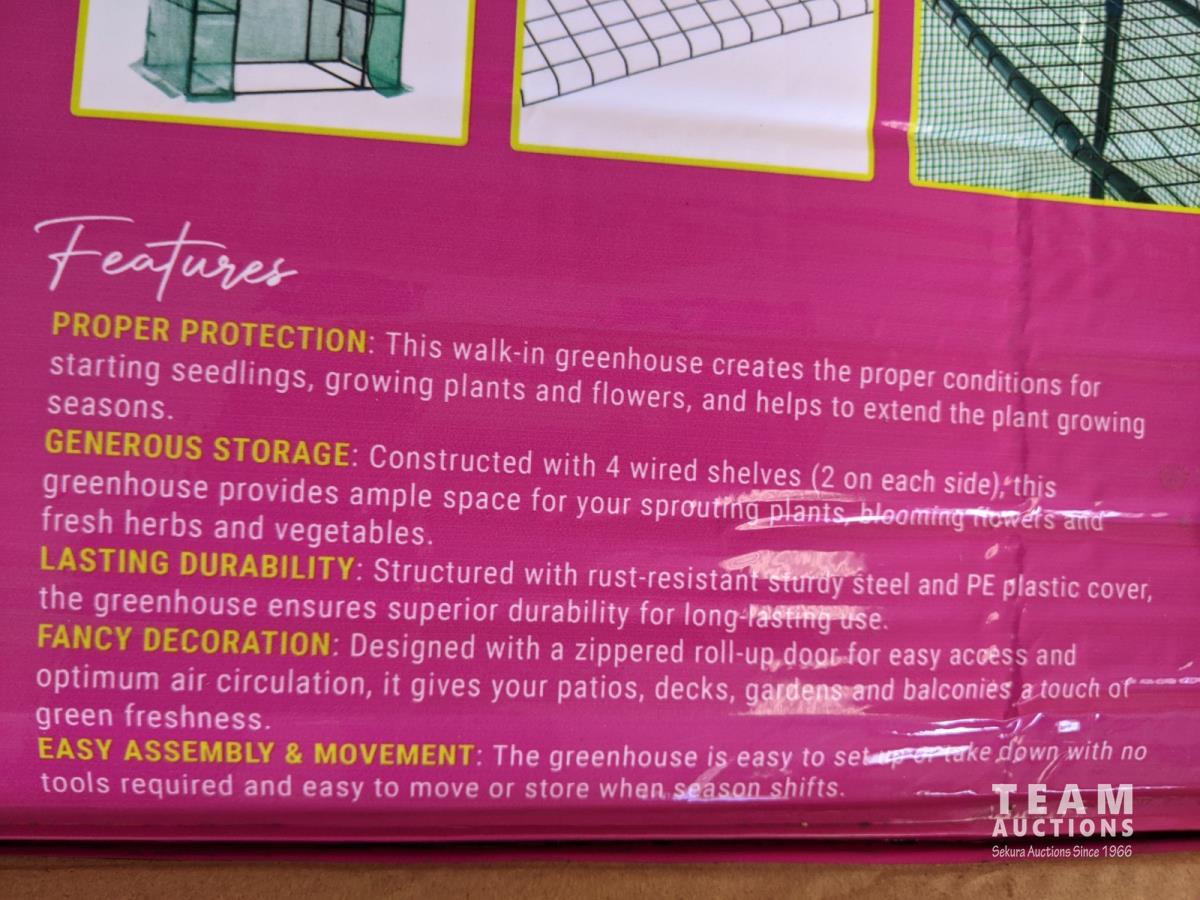 Features
PROPER PROTECTION: This walk-in greenhouse creates the proper conditions for
starting seedlings, growing plants and flowers, and helps to extend the plant growing
seasons.
GENEROUS STORAGE: Constructed with 4 wired shelves (2 on each side), this
greenhouse provides ample space for your sprouting plants, blooming flowers and
fresh herbs and vegetables.
LASTING DURABILITY: Structured with rust-resistant sturdy steel and PE plastic cover,
the greenhouse ensures superior durability for long-lasting use.
FANCY DECORATION: Designed with a zippered roll-up door for easy access and
optimum air circulation, it gives your patios, decks, gardens and balconies a touch of
green freshness.
EASY ASSEMBLY & MOVEMENT: The greenhouse is easy to set up or take down with no
tools required and easy to move or store when season shifts.
TEAM
AUCTIONS
Sekura Auctions Since 1966